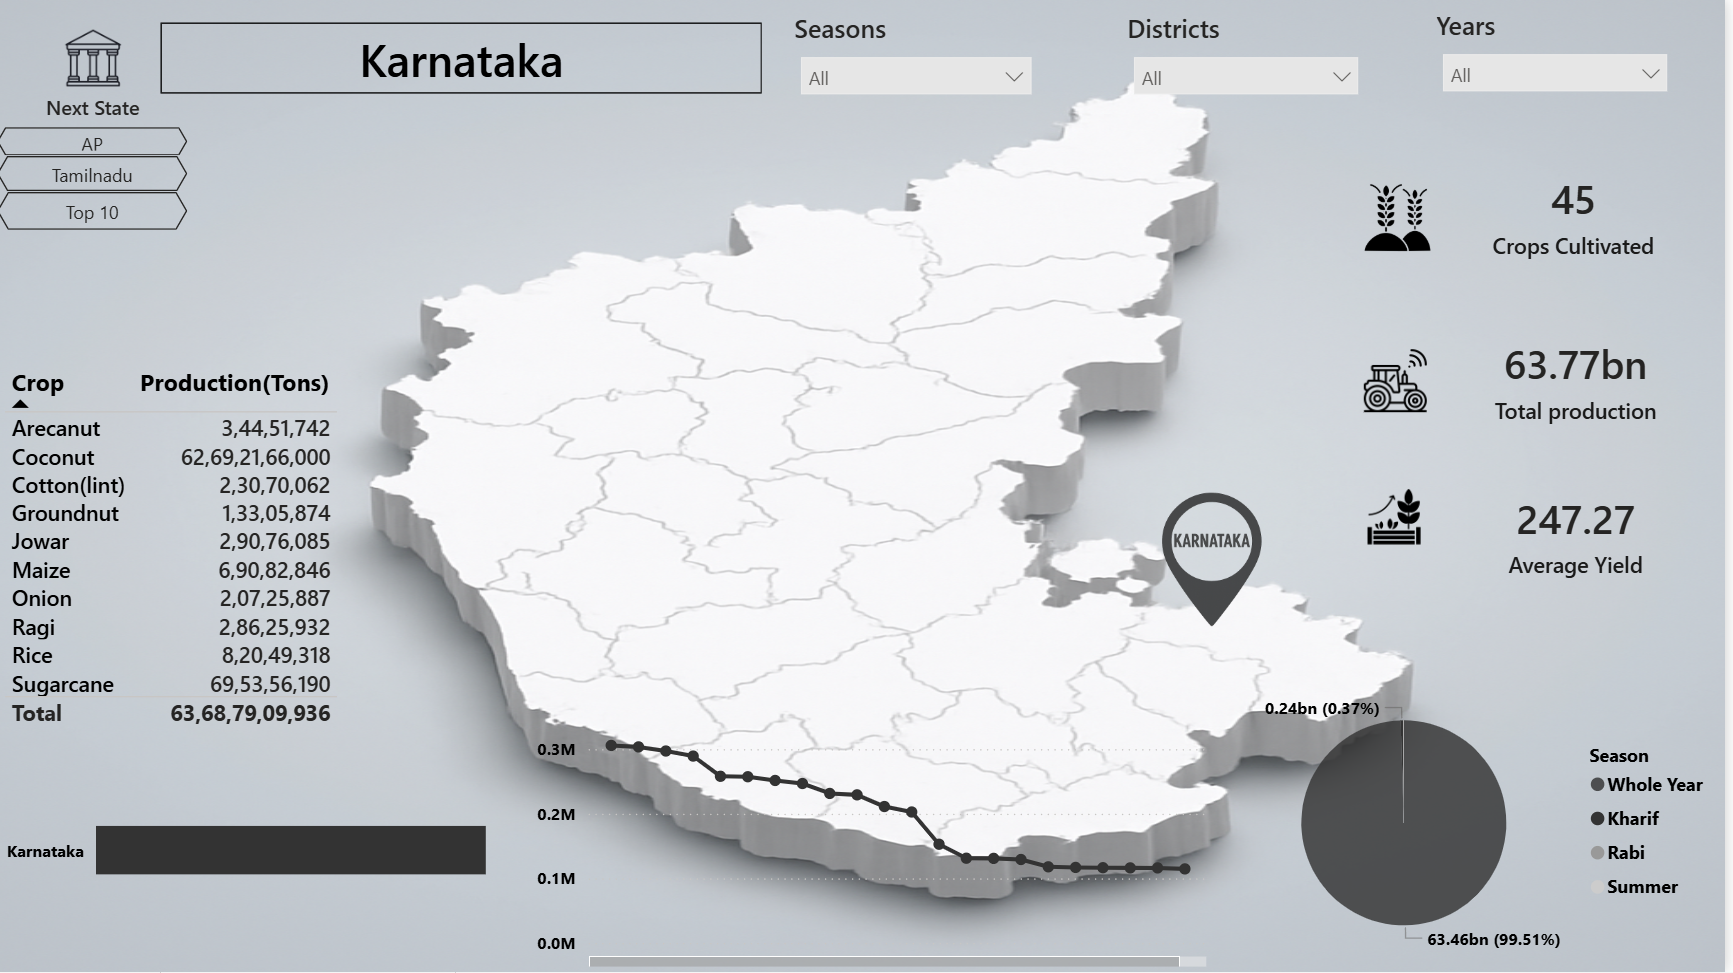 Karnataka
Seasons
All
Districts
All
Years
All
Next State
AP
Tamilnadu
Top 10
45
Crops Cultivated
63.77bn
Total production
247.27
Average Yield
KARNATAKA
Crop Production(Tons)
Arecanut 3,44,51,742
Coconut 62,69,21,66,000
Cotton(lint) 2,30,70,062
Groundnut 1,33,05,874
Jowar 2,90,76,085
Maize 6,90,82,846
Onion 2,07,25,887
Ragi 2,86,25,932
Rice 8,20,49,318
Sugarcane 69,53,56,190
Total 63,68,79,09,936
Karnataka
0.3M
0.2M
0.1M
0.0M
0.24bn (0.37%)
63.46bn (99.51%)
Season
Whole Year
Kharif
Rabi
Summer